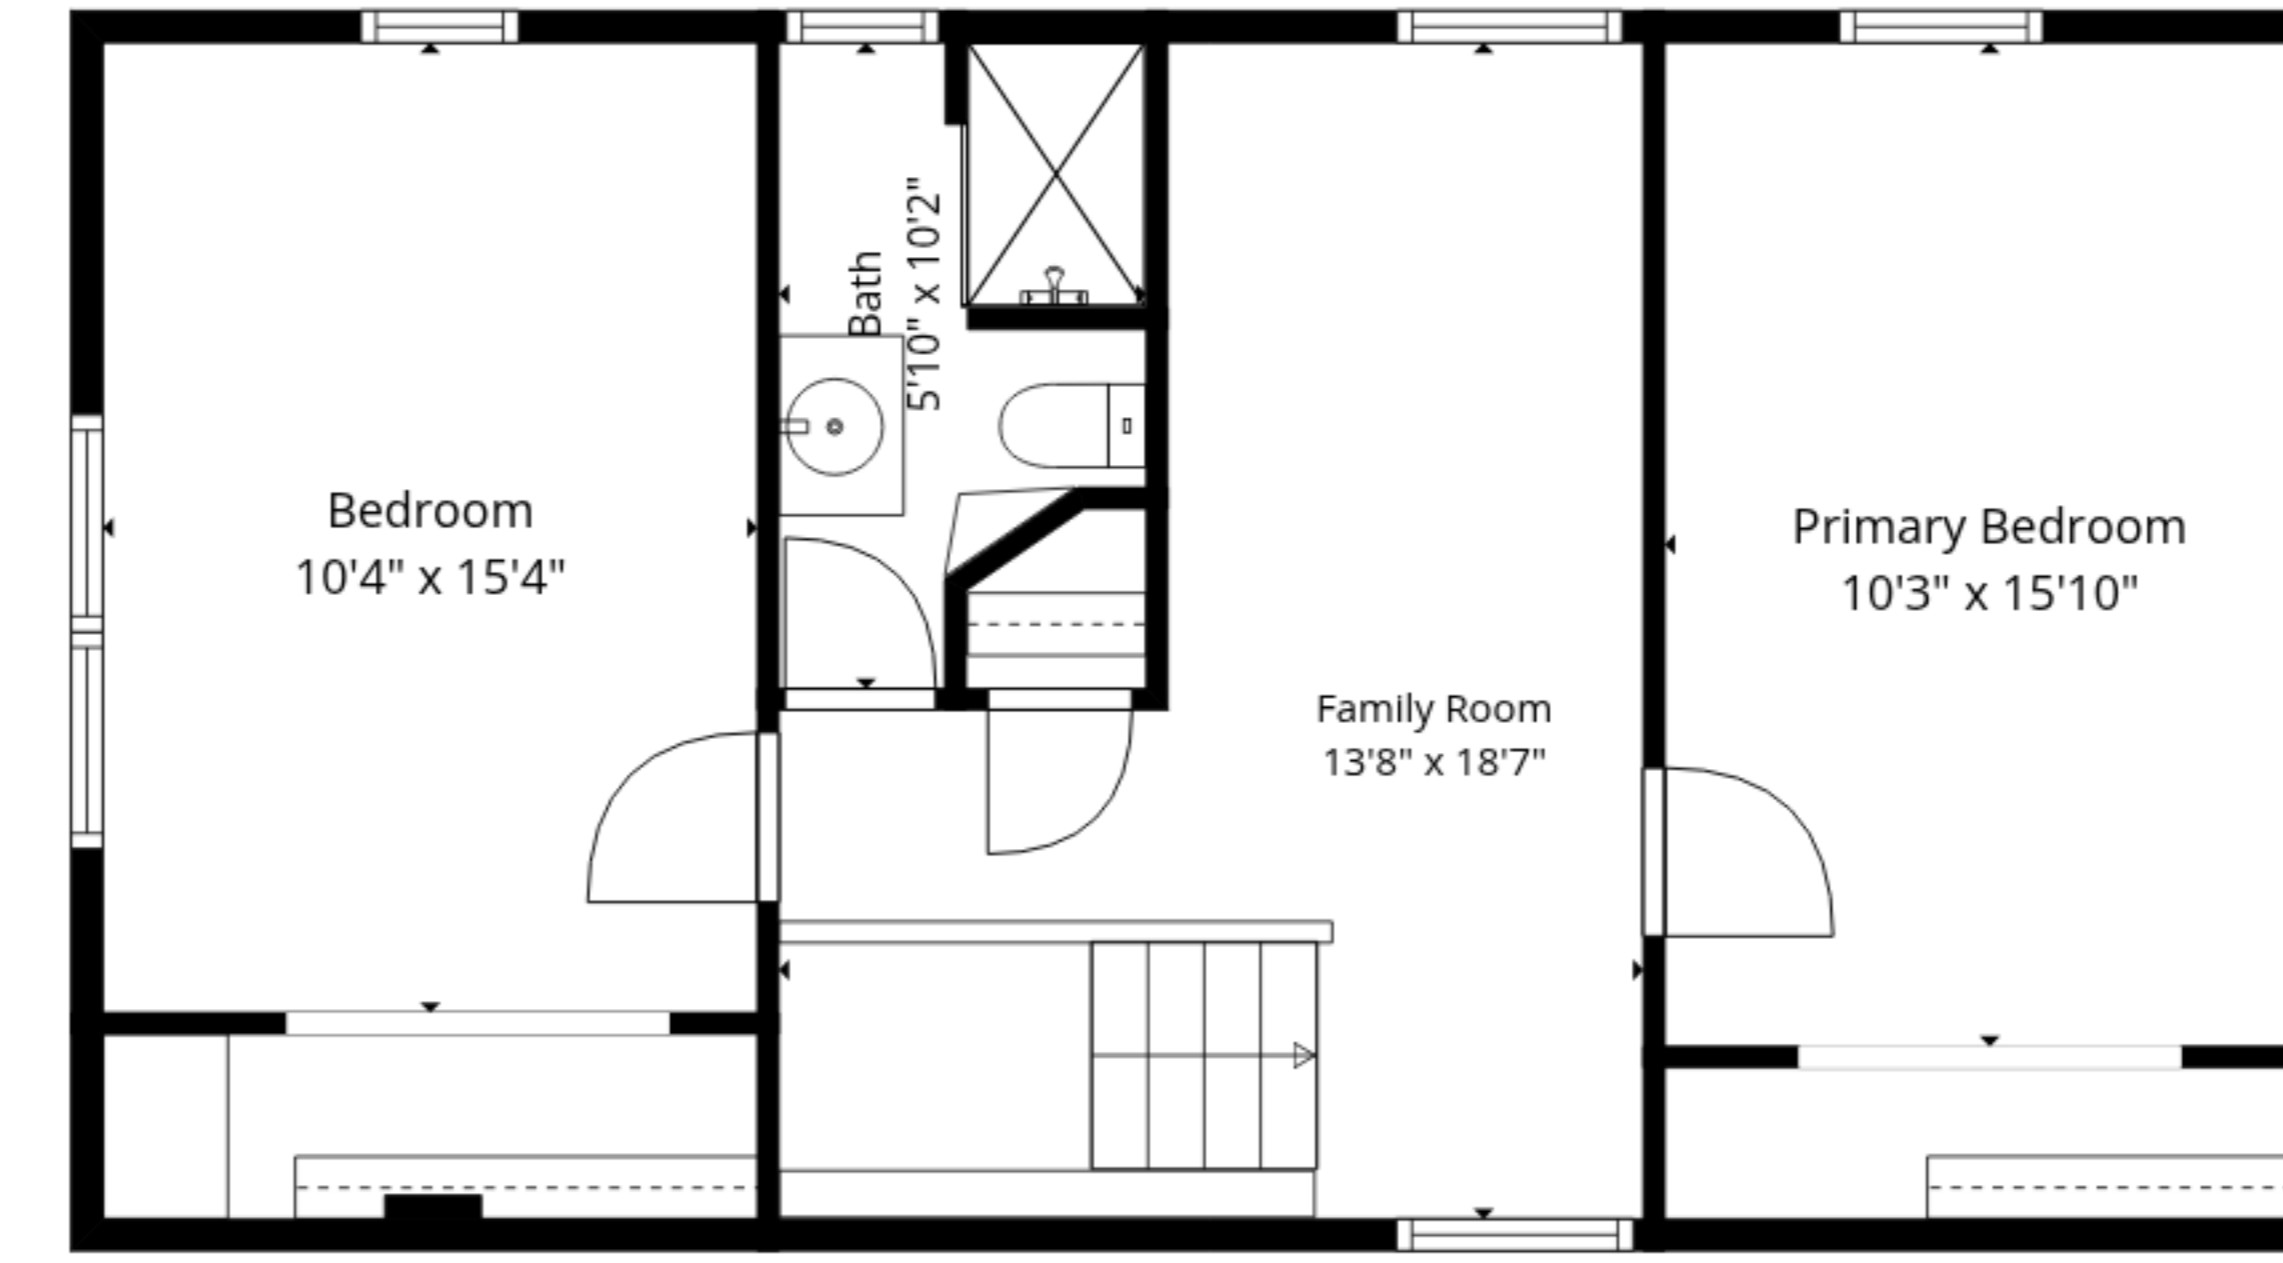 Bath
5'10" x 10'2"
Bedroom
10'4" x 15'4"
Primary Bedroom
10'3" x 15'10"
Family Room
13'8" x 18'7"